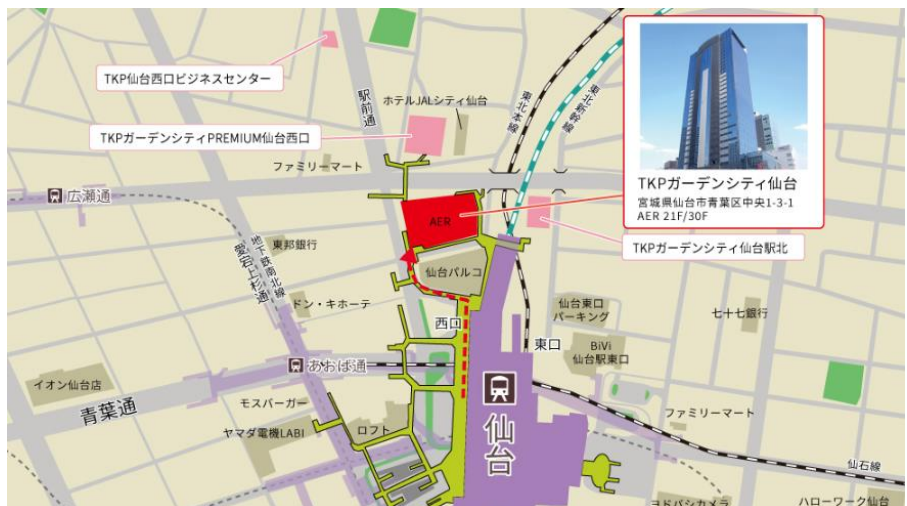 TKP仙台西口ビジネスセンター
駅前通
ホテルJALシティ仙台
東北本線
東北新幹線
TKPガーデンシティPREMIUM仙台西口
ファミリーマート
TKPガーデンシティ仙台
宮城県仙台市青葉区中央1-3-1
AER 21F/30F
広瀬通
AER
TKPガーデンシティ仙台駅北
東邦銀行
地下鉄南北線
愛宕上杉通
仙台パルコ
ドン・キホーテ
西口
東口
仙台東口
パーキング
七十七銀行
BiVi
仙台駅東口
あおば通
イオン仙台店
青葉通
モスバーガー
ヤマダ電機LABI
ロフト
仙台
ファミリーマート
仙石線
ヨドバシカメラ
ハローワーク仙台